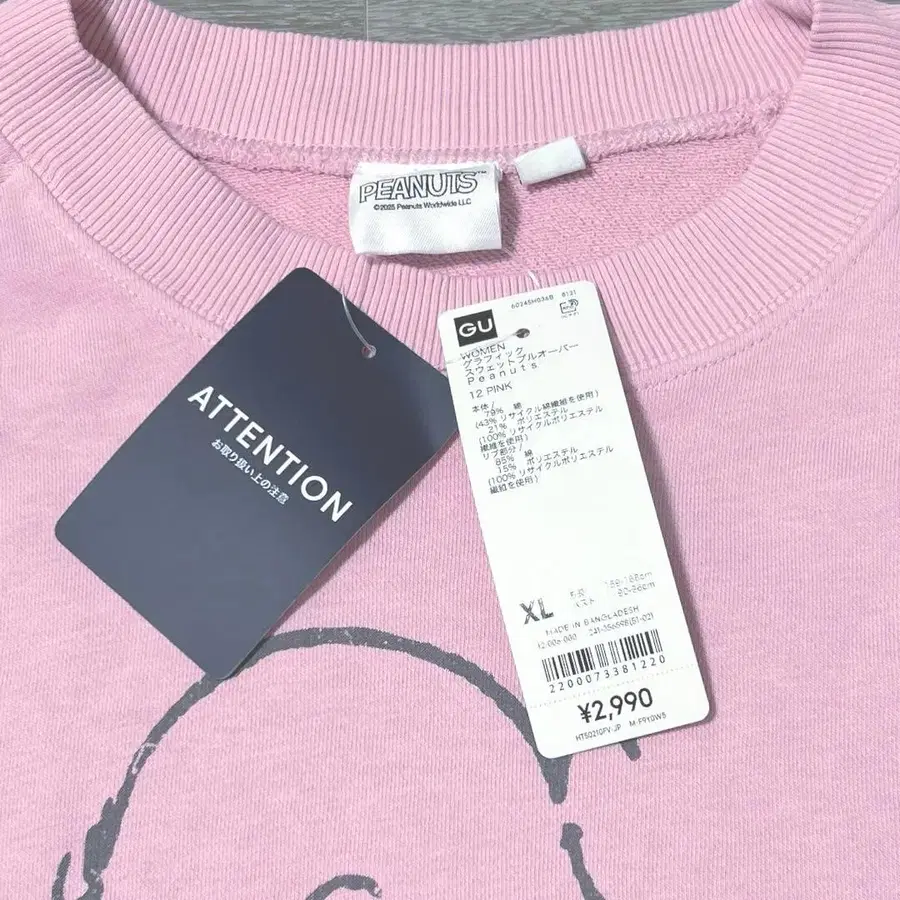 PEANUTS™
©2025 Peanuts Worldwide LLC
ATTENTION
お取り扱い上の注意
GU
WOMEN
グラフィック
スウェットプルオーバー
Peanuts
12 PINK
本体/
79% 綿
(43% リサイクル綿繊維を使用)
21% ポリエステル
(100% リサイクルポリエステル
繊維を使用)
リブ部分/
85% 綿
15% ポリエステル
(100% リサイクルポリエステル
繊維を使用)
XL
MADE IN BANGLADESH
2200073381220
¥2,990